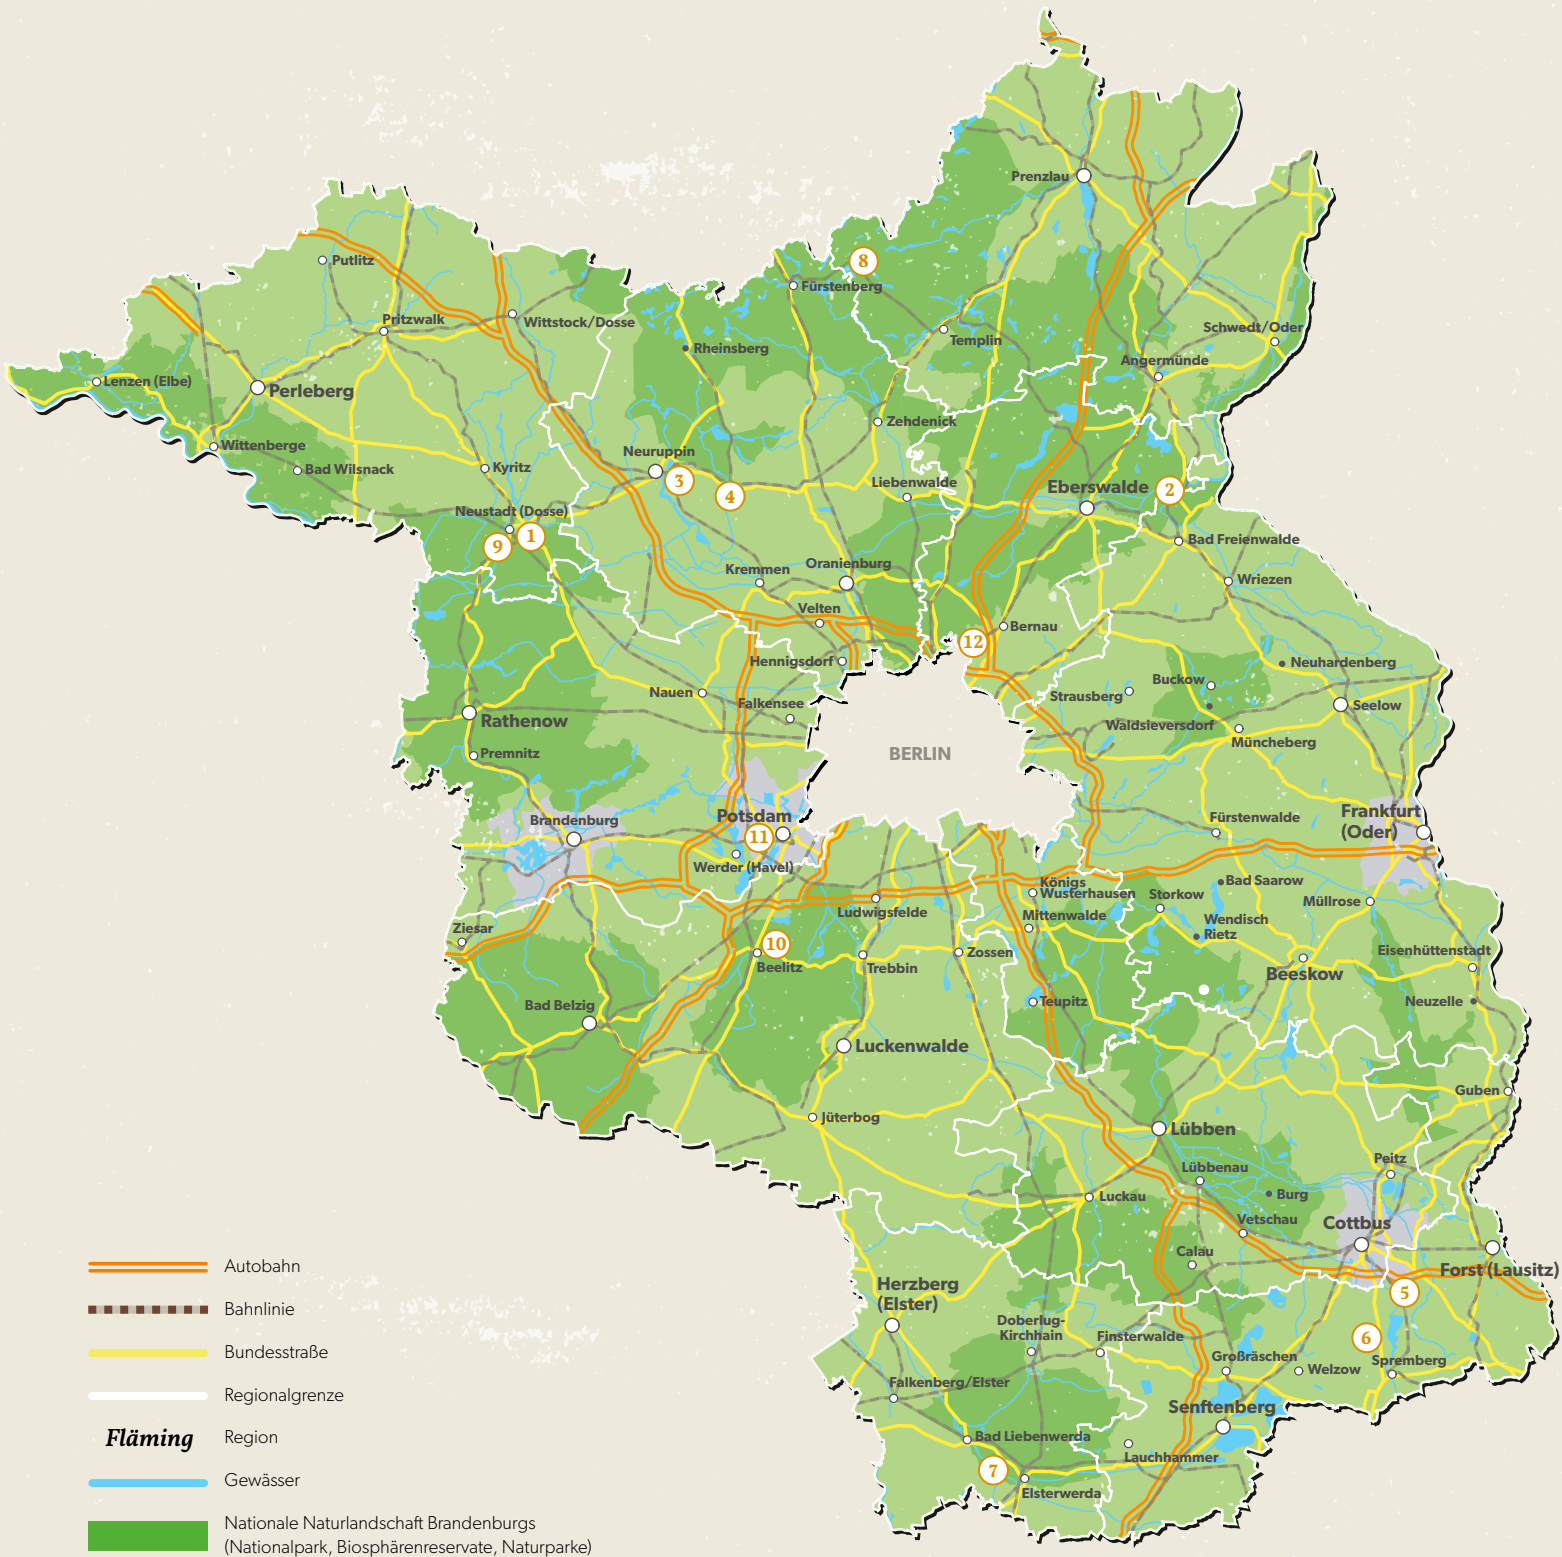 Prenzlau
Putlitz
8
Fürstenberg
Pritzwalk
Wittstock/Dosse
Schwedt/Oder
Rheinsberg
Templin
Angermünde
Lenzen (Elbe)
Perleberg
Zehdenick
Wittenberge
Neuruppin
Bad Wilsnack
Kyritz
3
4
Liebenwalde
Eberswalde
2
Neustadt (Dosse)
9
1
Bad Freienwalde
Kremmen
Oranienburg
Wriezen
Velten
Bernau
12
Hennigsdorf
Neuhardenberg
Nauen
Buckow
Strausberg
Falkensee
Seelow
Rathenow
Waldsieversdorf
Müncheberg
Premnitz
BERLIN
Potsdam
Brandenburg
11
Fürstenwalde
Frankfurt
(Oder)
Werder (Havel)
Königs
Wusterhausen
Bad Saarow
Storkow
Müllrose
Ludwigsfelde
Mittenwalde
Wendisch
Rietz
Ziesar
10
Beelitz
Trebbin
Zossen
Eisenhüttenstadt
Beeskow
Bad Belzig
Teupitz
Neuzelle
Luckenwalde
Guben
Jüterbog
Lübben
Peitz
Lübbenau
Luckau
Burg
Vetschau
Cottbus
Calau
Forst (Lausitz)
Herzberg
(Elster)
5
Doberlug-
Kirchhain
Finsterwalde
6
Großräschen
Welzow
Spremberg
Falkenberg/Elster
Senftenberg
Bad Liebenwerda
Lauchhammer
7
Elsterwerda
Autobahn
Bahnlinie
Bundesstraße
Regionalgrenze
Fläming
Region
Gewässer
Nationale Naturlandschaft Brandenburgs
(Nationalpark, Biosphärenreservate, Naturparke)